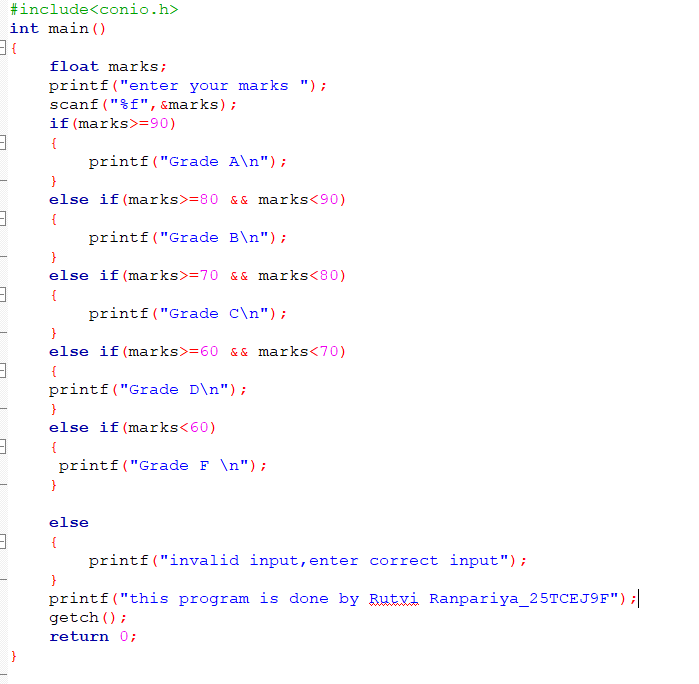 #include<conio.h>
int main()
{
    float marks;
    printf("enter your marks ");
    scanf("%f",&marks);
    if(marks>=90)
    {
        printf("Grade A\n");
    }
    else if(marks>=80 && marks<90)
    {
        printf("Grade B\n");
    }
    else if(marks>=70 && marks<80)
    {
        printf("Grade C\n");
    }
    else if(marks>=60 && marks<70)
    {
    printf("Grade D\n");
    }
    else if(marks<60)
    {
     printf("Grade F \n");
    }

    else
    {
        printf("invalid input,enter correct input");
    }
    printf("this program is done by Rutvi Ranpariya_25TCEJ9F");
    getch();
    return 0;
}